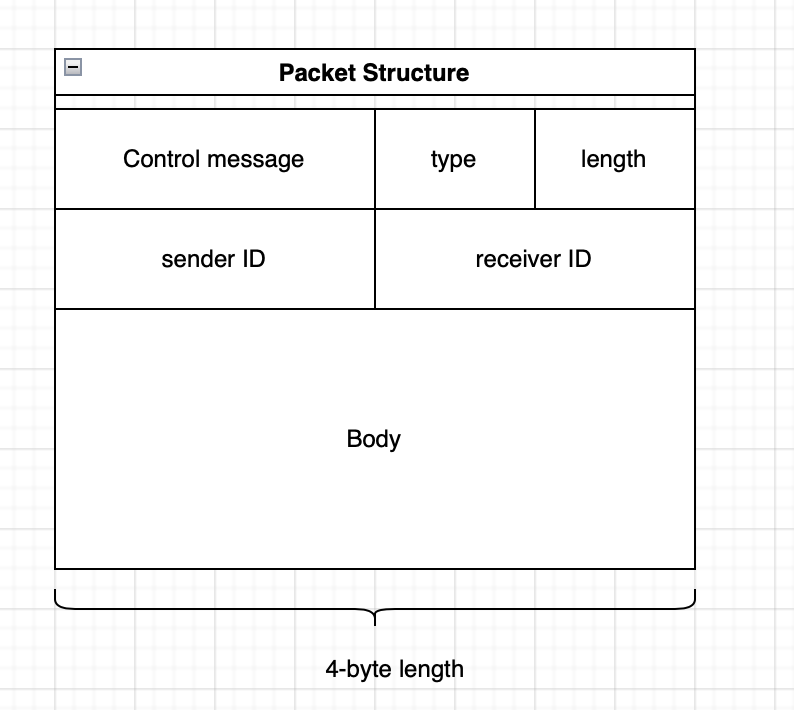 Packet Structure
Control message
type
length
sender ID
receiver ID
Body
4-byte length